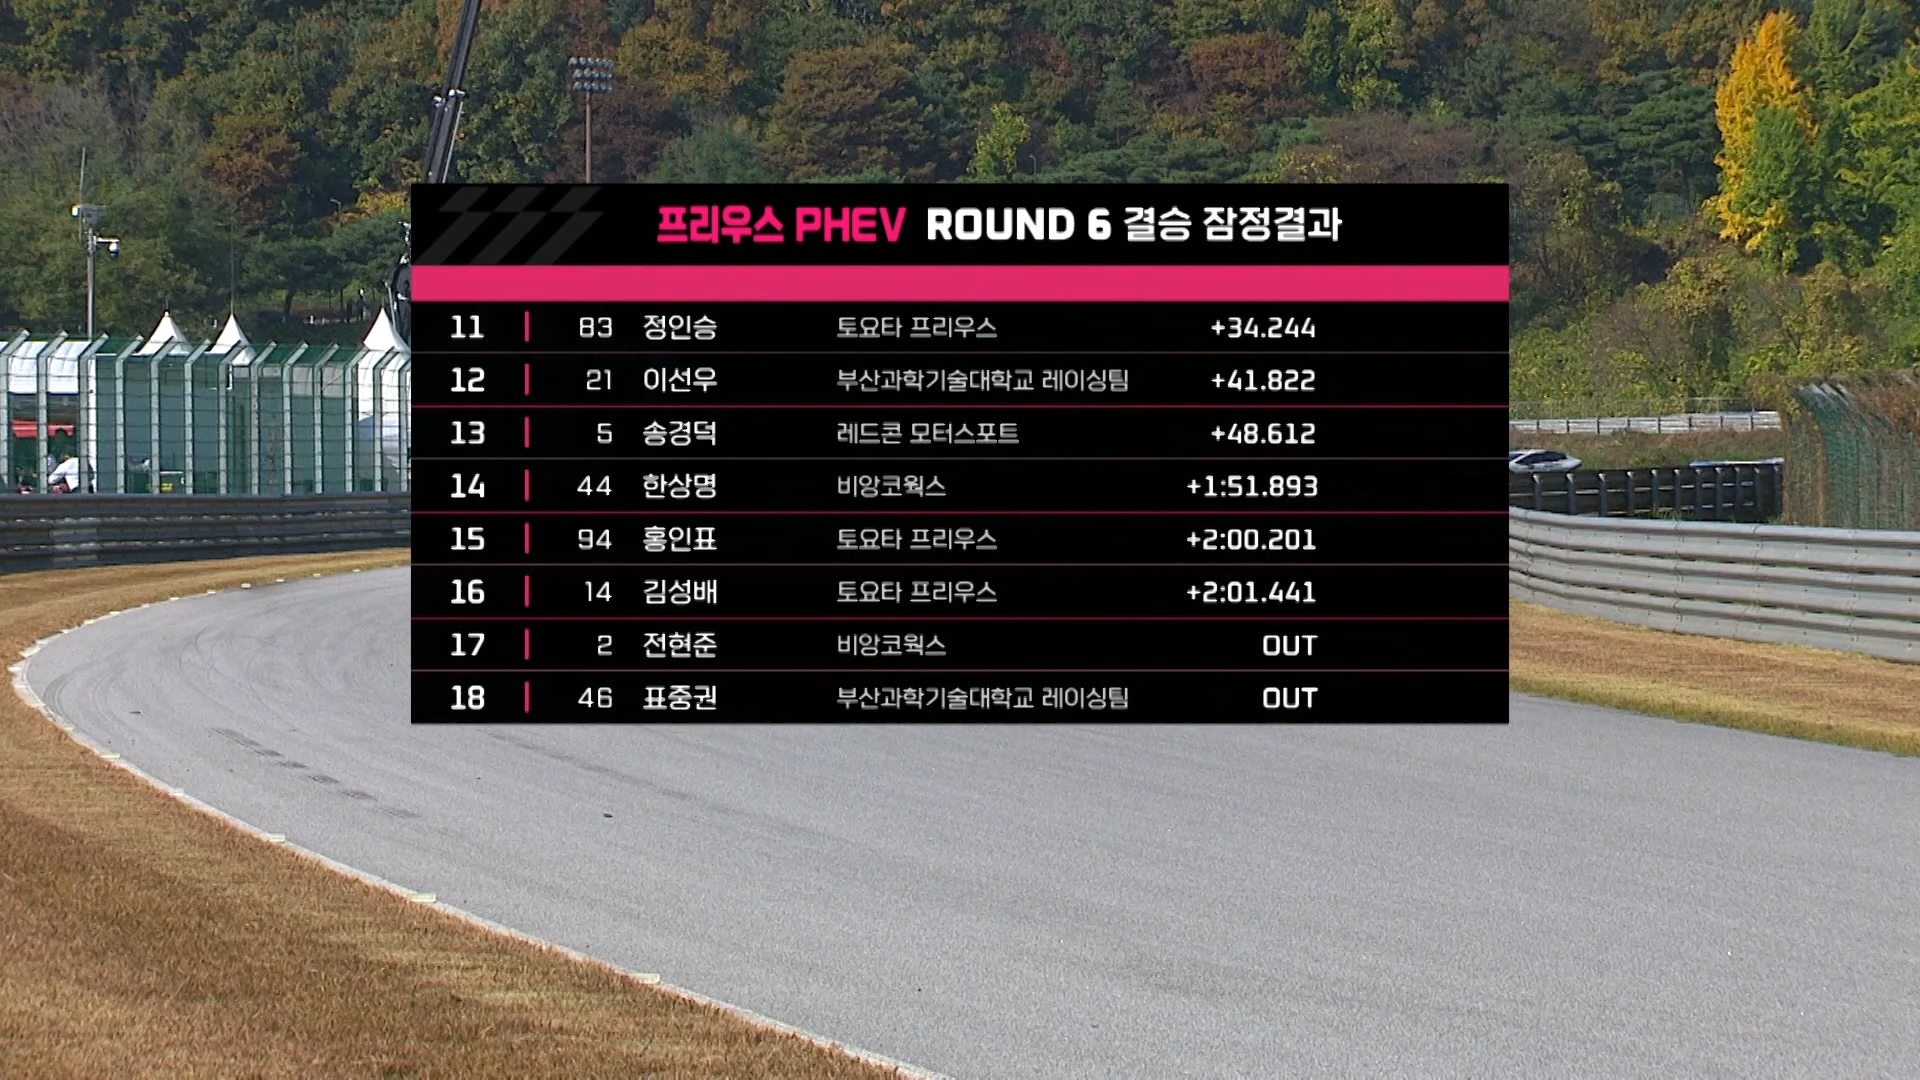 프리우스 PHEV ROUND 6 결승 잠정결과
11 83 정인승 토요타 프리우스 +34.244
12 21 이선우 부산과학기술대학교 레이싱팀 +41.822
13 5 송경덕 레드콘 모터스포트 +48.612
14 44 한상명 비앙코웍스 +1:51.893
15 94 홍인표 토요타 프리우스 +2:00.201
16 14 김성배 토요타 프리우스 +2:01.441
17 2 전현준 비앙코웍스 OUT
18 46 표중권 부산과학기술대학교 레이싱팀 OUT